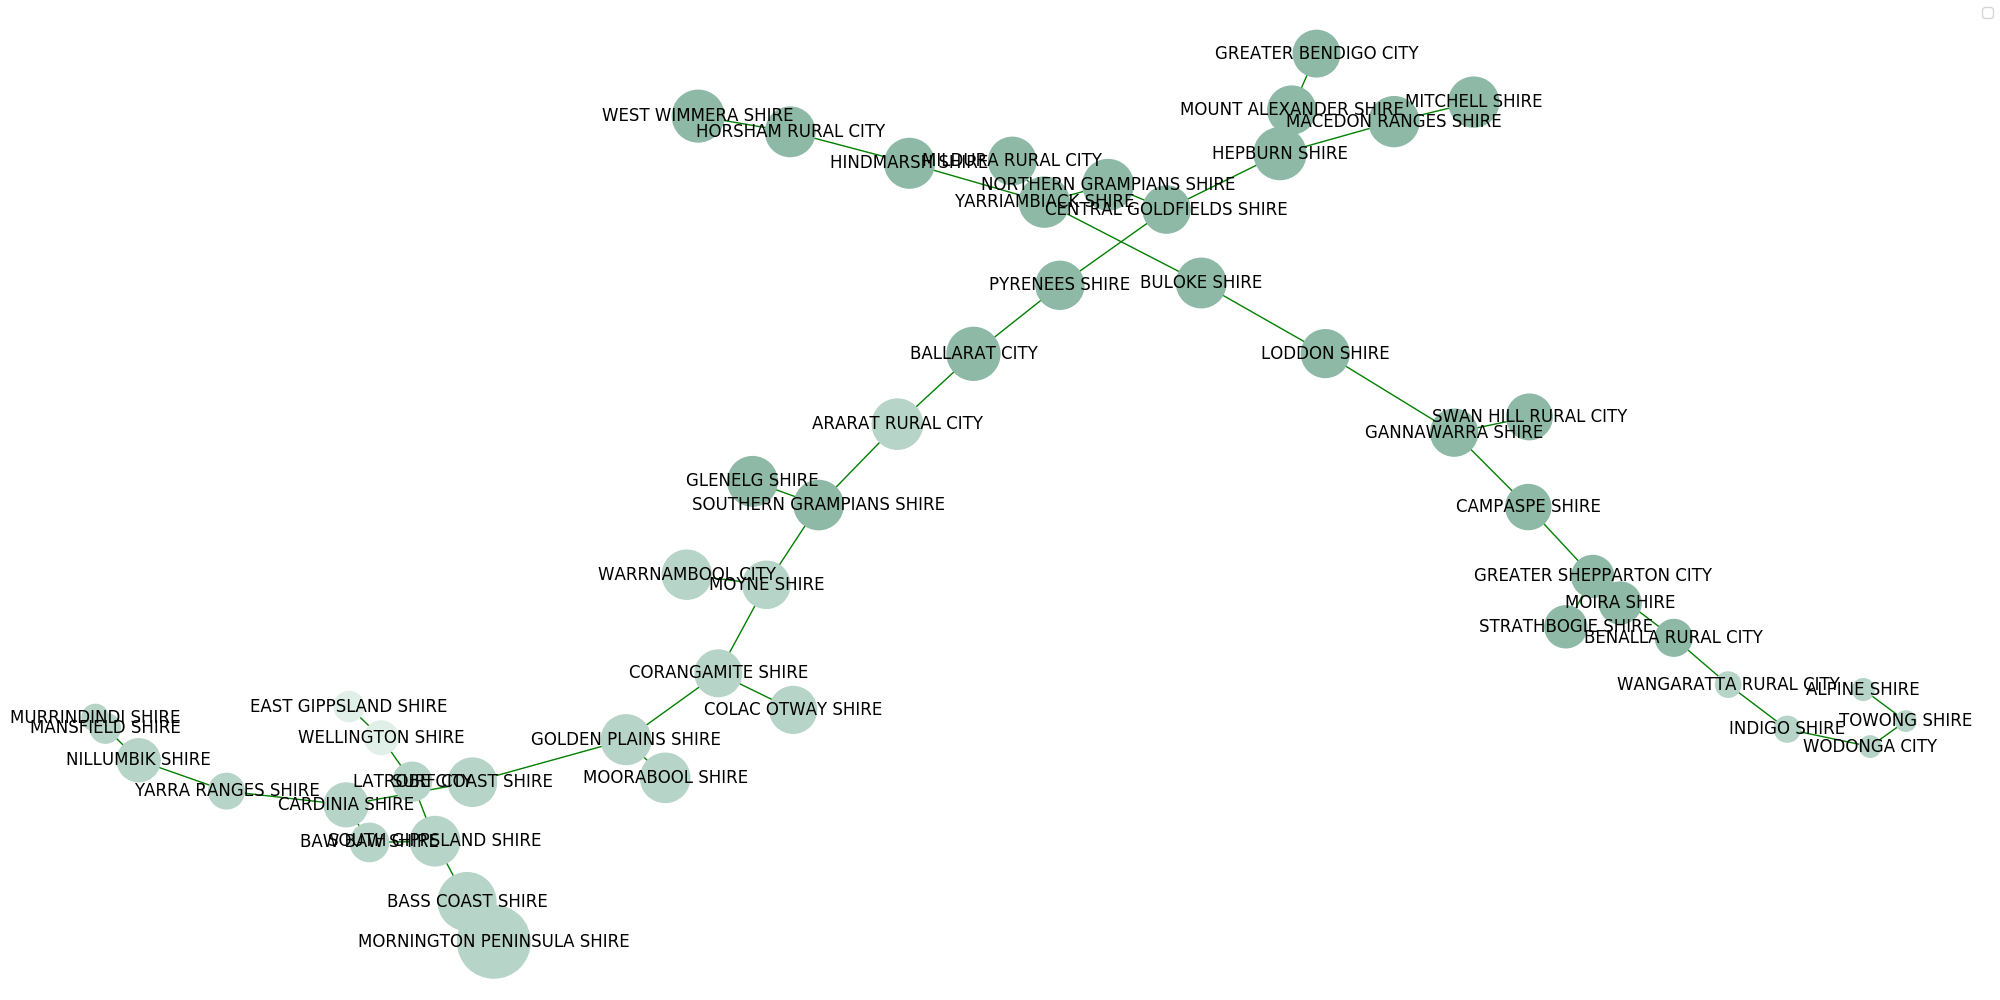 GREATER BENDIGO CITY
MITCHELL SHIRE
MOUNT ALEXANDER SHIRE
WEST WIMMERA SHIRE
MACEDON RANGES SHIRE
HORSHAM RURAL CITY
HEPBURN SHIRE
MILDURA RURAL CITY
HINDMARSH SHIRE
NORTHERN GRAMPIANS SHIRE
YARRIAMBIACK SHIRE
CENTRAL GOLDFIELDS SHIRE
BULOKE SHIRE
PYRENEES SHIRE
BALLARAT CITY
LODDON SHIRE
SWAN HILL RURAL CITY
ARARAT RURAL CITY
GANNAWARRA SHIRE
GLENELG SHIRE
SOUTHERN GRAMPIANS SHIRE
CAMPASPE SHIRE
WARRNAMBOOL CITY
GREATER SHEPPARTON CITY
MOYNE SHIRE
MOIRA SHIRE
STRATHBOGIE SHIRE
BENALLA RURAL CITY
CORANGAMITE SHIRE
WANGARATTA RURAL CITY
ALPINE SHIRE
EAST GIPPSLAND SHIRE
COLAC OTWAY SHIRE
MURRINDINDI SHIRE
TOWONG SHIRE
MANSFIELD SHIRE
INDIGO SHIRE
WELLINGTON SHIRE
GOLDEN PLAINS SHIRE
WODONGA CITY
NILLUMBIK SHIRE
MOORABOOL SHIRE
LATROBE CITY
SURF COAST SHIRE
YARRA RANGES SHIRE
CARDINIA SHIRE
BAW BAW SHIRE
SOUTH GIPPSLAND SHIRE
BASS COAST SHIRE
MORNINGTON PENINSULA SHIRE